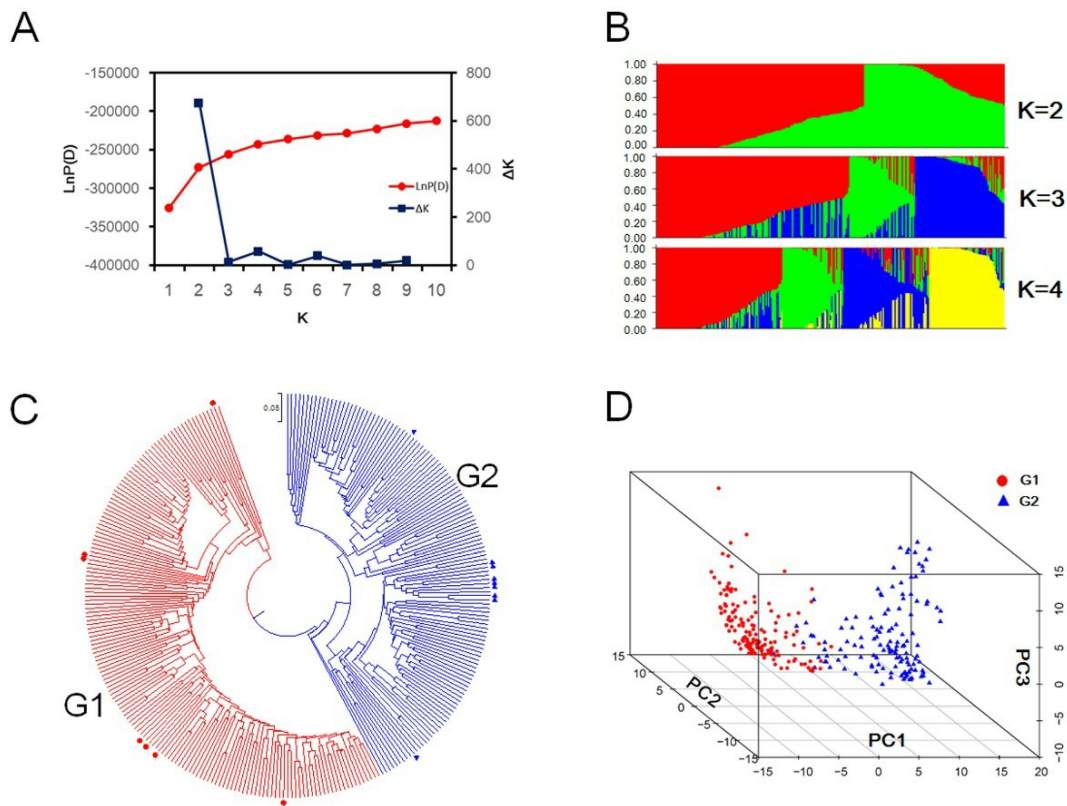 A
-150000
-200000
-250000
-300000
-350000
-400000
LnP(D)
800
600
400
200
0
ΔK
LnP(D)
ΔK
1 2 3 4 5 6 7 8 9 10
K
B
1.00
0.80
0.60
0.40
0.20
0.00
K=2
1.00
0.80
0.60
0.40
0.20
0.00
K=3
1.00
0.80
0.60
0.40
0.20
0.00
K=4
C
0.05
G2
G1
D
G1
G2
15
10
5
0
-5
-10
-15
PC2
PC1
-15 -10 -5 0 5 10 15 20
15
10
5
0
-5
-10
PC3